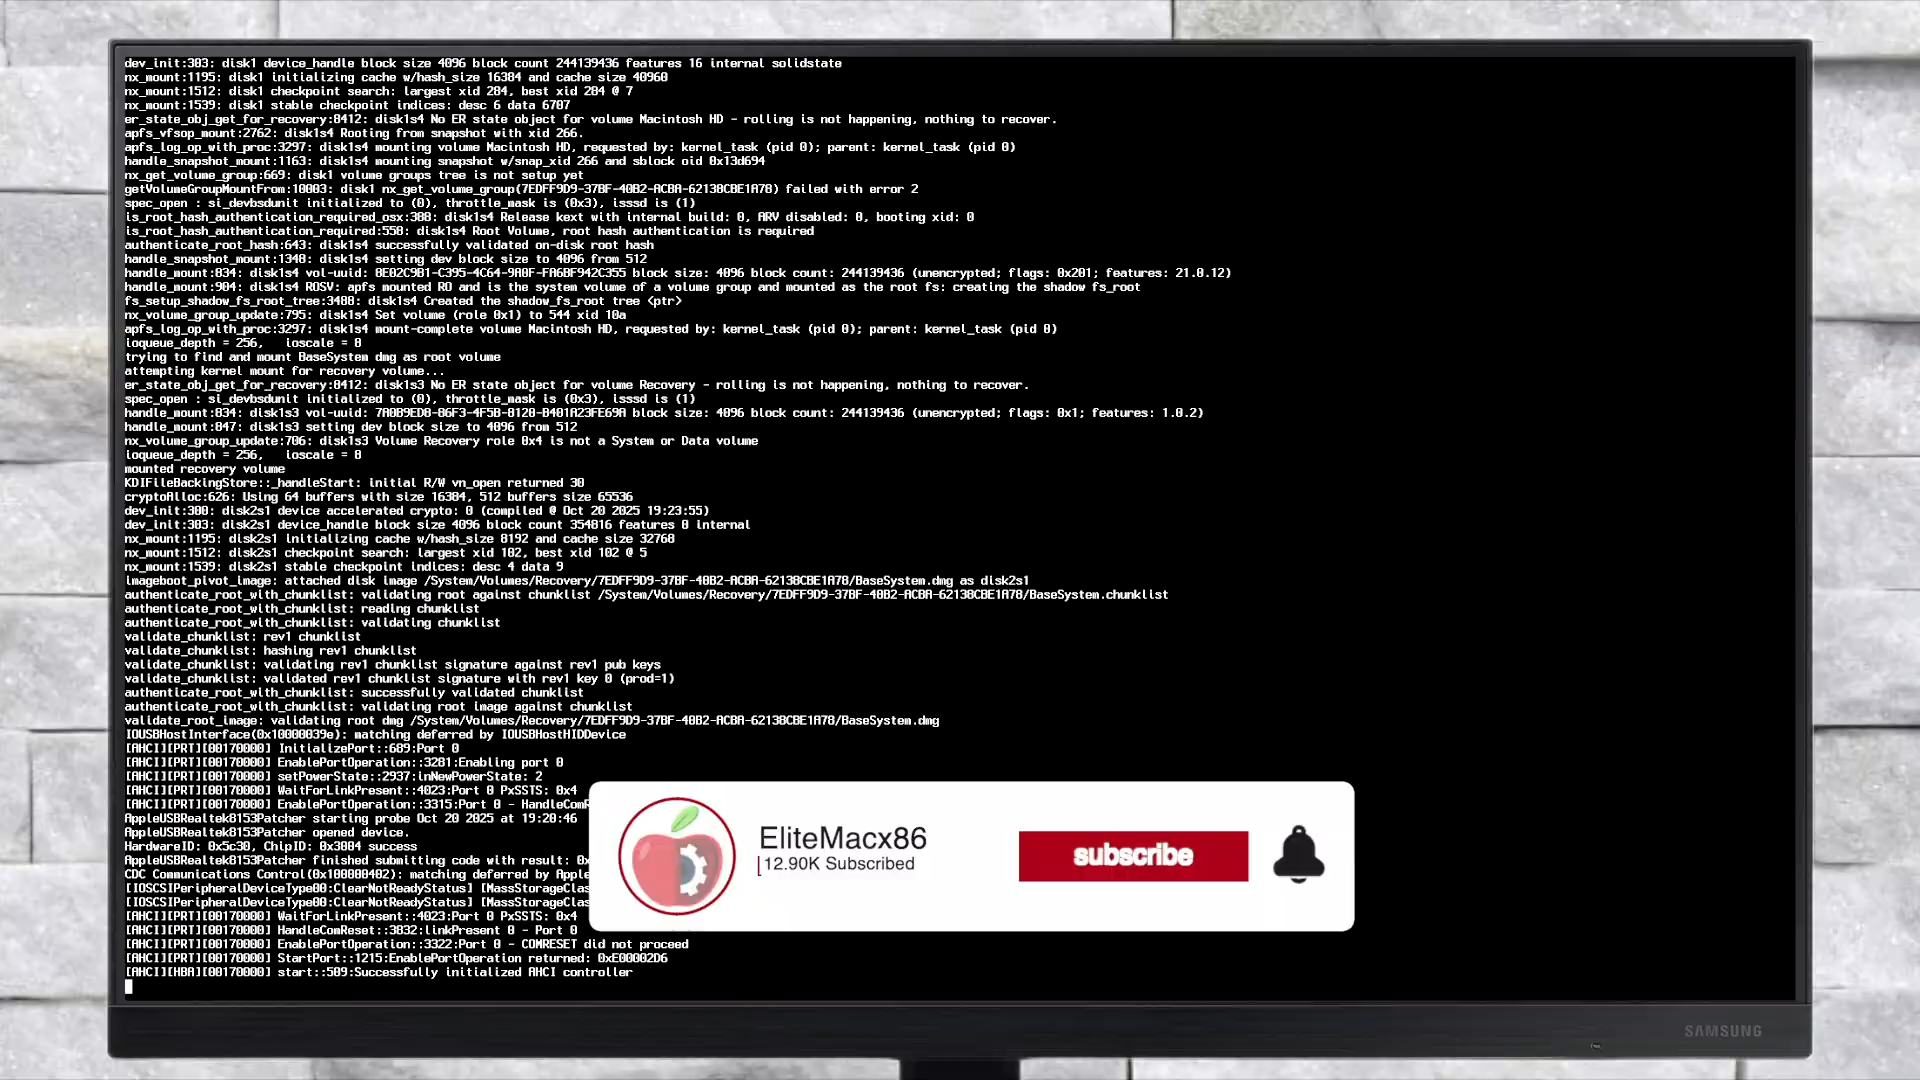 dev_init:303: disk1 device_handle block size 4096 block count 244139436 features 16 internal solidstate
nx_mount:1195: disk1 initializing cache w/hash_size 16384 and cache size 40960
nx_mount:1512: disk1 checkpoint search: largest xid 284, best xid 284 @ 7
nx_mount:1539: disk1 stable checkpoint indices: desc 6 data 6707
er_state_obj_get_for_recovery:8412: disk1s4 No ER state object for volume Macintosh HD - rolling is not happening, nothing to recover.
apfs_vfsop_mount:2762: disk1s4 Rooting from snapshot with xid 266.
apfs_log_op_with_proc:3297: disk1s4 mounting volume Macintosh HD, requested by: kernel_task (pid 0); parent: kernel_task (pid 0)
handle_snapshot_mount:1163: disk1s4 mounting snapshot w/snap_xid 266 and sblock oid 0x13d694
nx_get_volume_group:669: disk1 volume groups tree is not setup yet
getVolumeGroupMountFrom:10003: disk1 nx_get_volume_group(7EDFF9D9-37BF-40B2-ACBA-62138CBE1A78) failed with error 2
spec_open : si_devbsdunit initialized to (0), throttle_mask is (0x3), isssd is (1)
is_root_hash_authentication_required_osx:388: disk1s4 Release kext with internal build: 0, ARV disabled: 0, booting xid: 0
is_root_hash_authentication_required:558: disk1s4 Root Volume, root hash authentication is required
authenticate_root_hash:643: disk1s4 successfully validated on-disk root hash
handle_snapshot_mount:1348: disk1s4 setting dev block size to 4096 from 512
handle_mount:834: disk1s4 vol-uuid: 8E02C9B1-C395-4C64-9A0F-FA6BF942C355 block size: 4096 block count: 244139436 (unencrypted; flags: 0x201; features: 21.0.12)
handle_mount:904: disk1s4 ROSV: apfs mounted RO and is the system volume of a volume group and mounted as the root fs: creating the shadow fs_root
fs_setup_shadow_fs_root_tree:3480: disk1s4 Created the shadow_fs_root tree <ptr>
nx_volume_group_update:795: disk1s4 Set volume (role 0x1) to 544 xid 10a
apfs_log_op_with_proc:3297: disk1s4 mount-complete volume Macintosh HD, requested by: kernel_task (pid 0); parent: kernel_task (pid 0)
ioqueue_depth = 256,   ioscale = 8
trying to find and mount BaseSystem dmg as root volume
attempting kernel mount for recovery volume...
er_state_obj_get_for_recovery:8412: disk1s3 No ER state object for volume Recovery - rolling is not happening, nothing to recover.
spec_open : si_devbsdunit initialized to (0), throttle_mask is (0x3), isssd is (1)
handle_mount:834: disk1s3 vol-uuid: 7A0B9ED8-86F3-4F5B-8120-B401A23FE69A block size: 4096 block count: 244139436 (unencrypted; flags: 0x1; features: 1.0.2)
handle_mount:847: disk1s3 setting dev block size to 4096 from 512
nx_volume_group_update:706: disk1s3 Volume Recovery role 0x4 is not a System or Data volume
ioqueue_depth = 256,   ioscale = 8
mounted recovery volume
KDIFileBackingStore::_handleStart: initial R/W vn_open returned 30
cryptoAlloc:626: Using 64 buffers with size 16384, 512 buffers size 65536
dev_init:300: disk2s1 device accelerated crypto: 0 (compiled @ Oct 20 2025 19:23:55)
dev_init:303: disk2s1 device_handle block size 4096 block count 354816 features 0 internal
nx_mount:1195: disk2s1 initializing cache w/hash_size 8192 and cache size 32768
nx_mount:1512: disk2s1 checkpoint search: largest xid 102, best xid 102 @ 5
nx_mount:1539: disk2s1 stable checkpoint indices: desc 4 data 9
imageboot_pivot_image: attached disk image /System/Volumes/Recovery/7EDFF9D9-37BF-40B2-ACBA-62138CBE1A78/BaseSystem.dmg as disk2s1
authenticate_root_with_chunklist: validating root against chunklist /System/Volumes/Recovery/7EDFF9D9-37BF-40B2-ACBA-62138CBE1A78/BaseSystem.chunklist
authenticate_root_with_chunklist: reading chunklist
authenticate_root_with_chunklist: validating chunklist
validate_chunklist: rev1 chunklist
validate_chunklist: hashing rev1 chunklist
validate_chunklist: validating rev1 chunklist signature against rev1 pub keys
validate_chunklist: validated rev1 chunklist signature with rev1 key 0 (prod=1)
authenticate_root_with_chunklist: successfully validated chunklist
authenticate_root_with_chunklist: validating root image against chunklist
validate_root_image: validating root dmg /System/Volumes/Recovery/7EDFF9D9-37BF-40B2-ACBA-62138CBE1A78/BaseSystem.dmg
IOUSBHostInterface(0x10000039e): matching deferred by IOUSBHostHIDDevice
[AHCI][PRT][00170000] InitializePort::689:Port 0
[AHCI][PRT][00170000] EnablePortOperation::3281:Enabling port 0
[AHCI][PRT][00170000] setPowerState::2937:inNewPowerState: 2
[AHCI][PRT][00170000] WaitForLinkPresent::4023:Port 0 PxSSTS: 0x4
[AHCI][PRT][00170000] EnablePortOperation::3315:Port 0 - HandleComR
AppleUSBRealtek8153Patcher starting probe Oct 20 2025 at 19:20:46
AppleUSBRealtek8153Patcher opened device.
HardwareID: 0x5c30, ChipID: 0x3004 success
AppleUSBRealtek8153Patcher finished submitting code with result: 0x
CDC Communications Control(0x100000402): matching deferred by Apple
[IOSCSIPeripheralDeviceType00:ClearNotReadyStatus] [MassStorageClas
[IOSCSIPeripheralDeviceType00:ClearNotReadyStatus] [MassStorageClas
[AHCI][PRT][00170000] WaitForLinkPresent::4023:Port 0 PxSSTS: 0x4
[AHCI][PRT][00170000] HandleComReset::3832:linkPresent 0 - Port 0
[AHCI][PRT][00170000] EnablePortOperation::3322:Port 0 - COMRESET did not proceed
[AHCI][PRT][00170000] StartPort::1215:EnablePortOperation returned: 0xE00002D6
[AHCI][HBA][00170000] start::509:Successfully initialized AHCI controller
EliteMacx86
12.90K Subscribed
subscribe
SAMSUNG